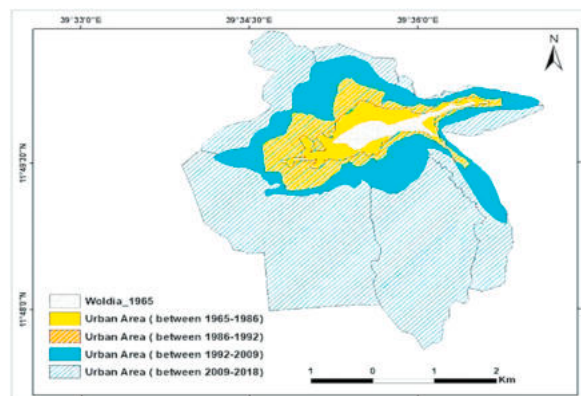 39°33'0"E 39°34'30"E 39°36'0"E
N
11°49'30"N
11°48'0"N
Woldia_1965
Urban Area ( between 1965-1986)
Urban Area ( between 1986-1992)
Urban Area ( between 1992-2009)
Urban Area ( between 2009-2018)
1 0 1 2
Km